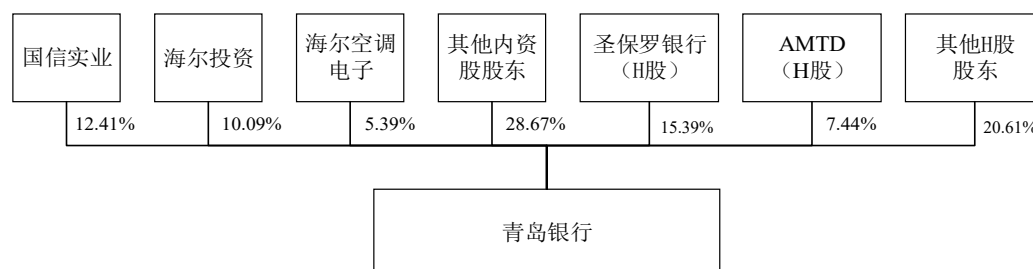 国信实业
海尔投资
海尔空调
电子
其他内资
股股东
圣保罗银行
（H股）
AMTD
（H股）
其他H股
股东
12.41%
10.09%
5.39%
28.67%
15.39%
7.44%
20.61%
青岛银行